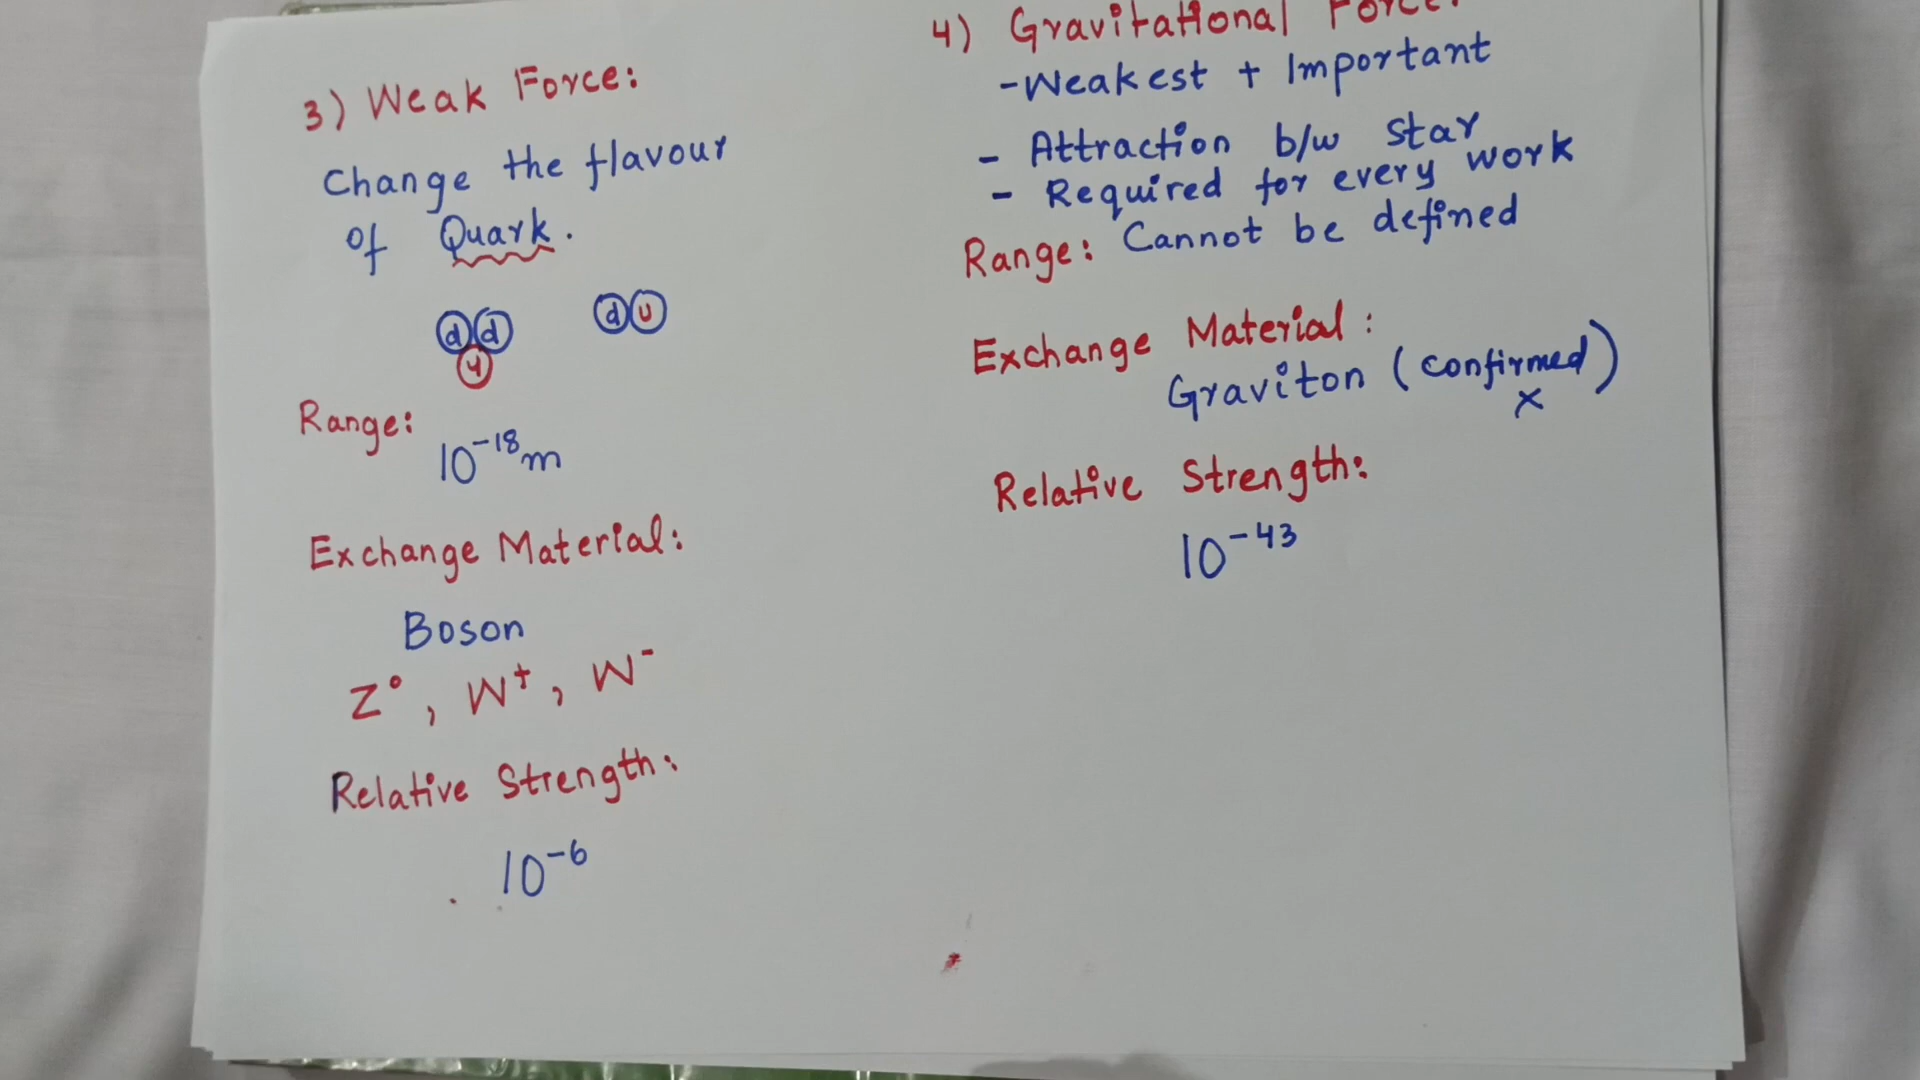 3) Weak Force:
Change the flavour
of Quark.
d d d u
u
Range:
10⁻¹⁸m
Exchange Material:
Boson
Z°, W⁺, W⁻
Relative Strength:
10⁻⁶
4) Gravitational Force:
-Weakest + Important
- Attraction b/w star
- Required for every work
Range: Cannot be defined
Exchange Material:
Graviton (confirmed)
x
Relative Strength:
10⁻⁴³